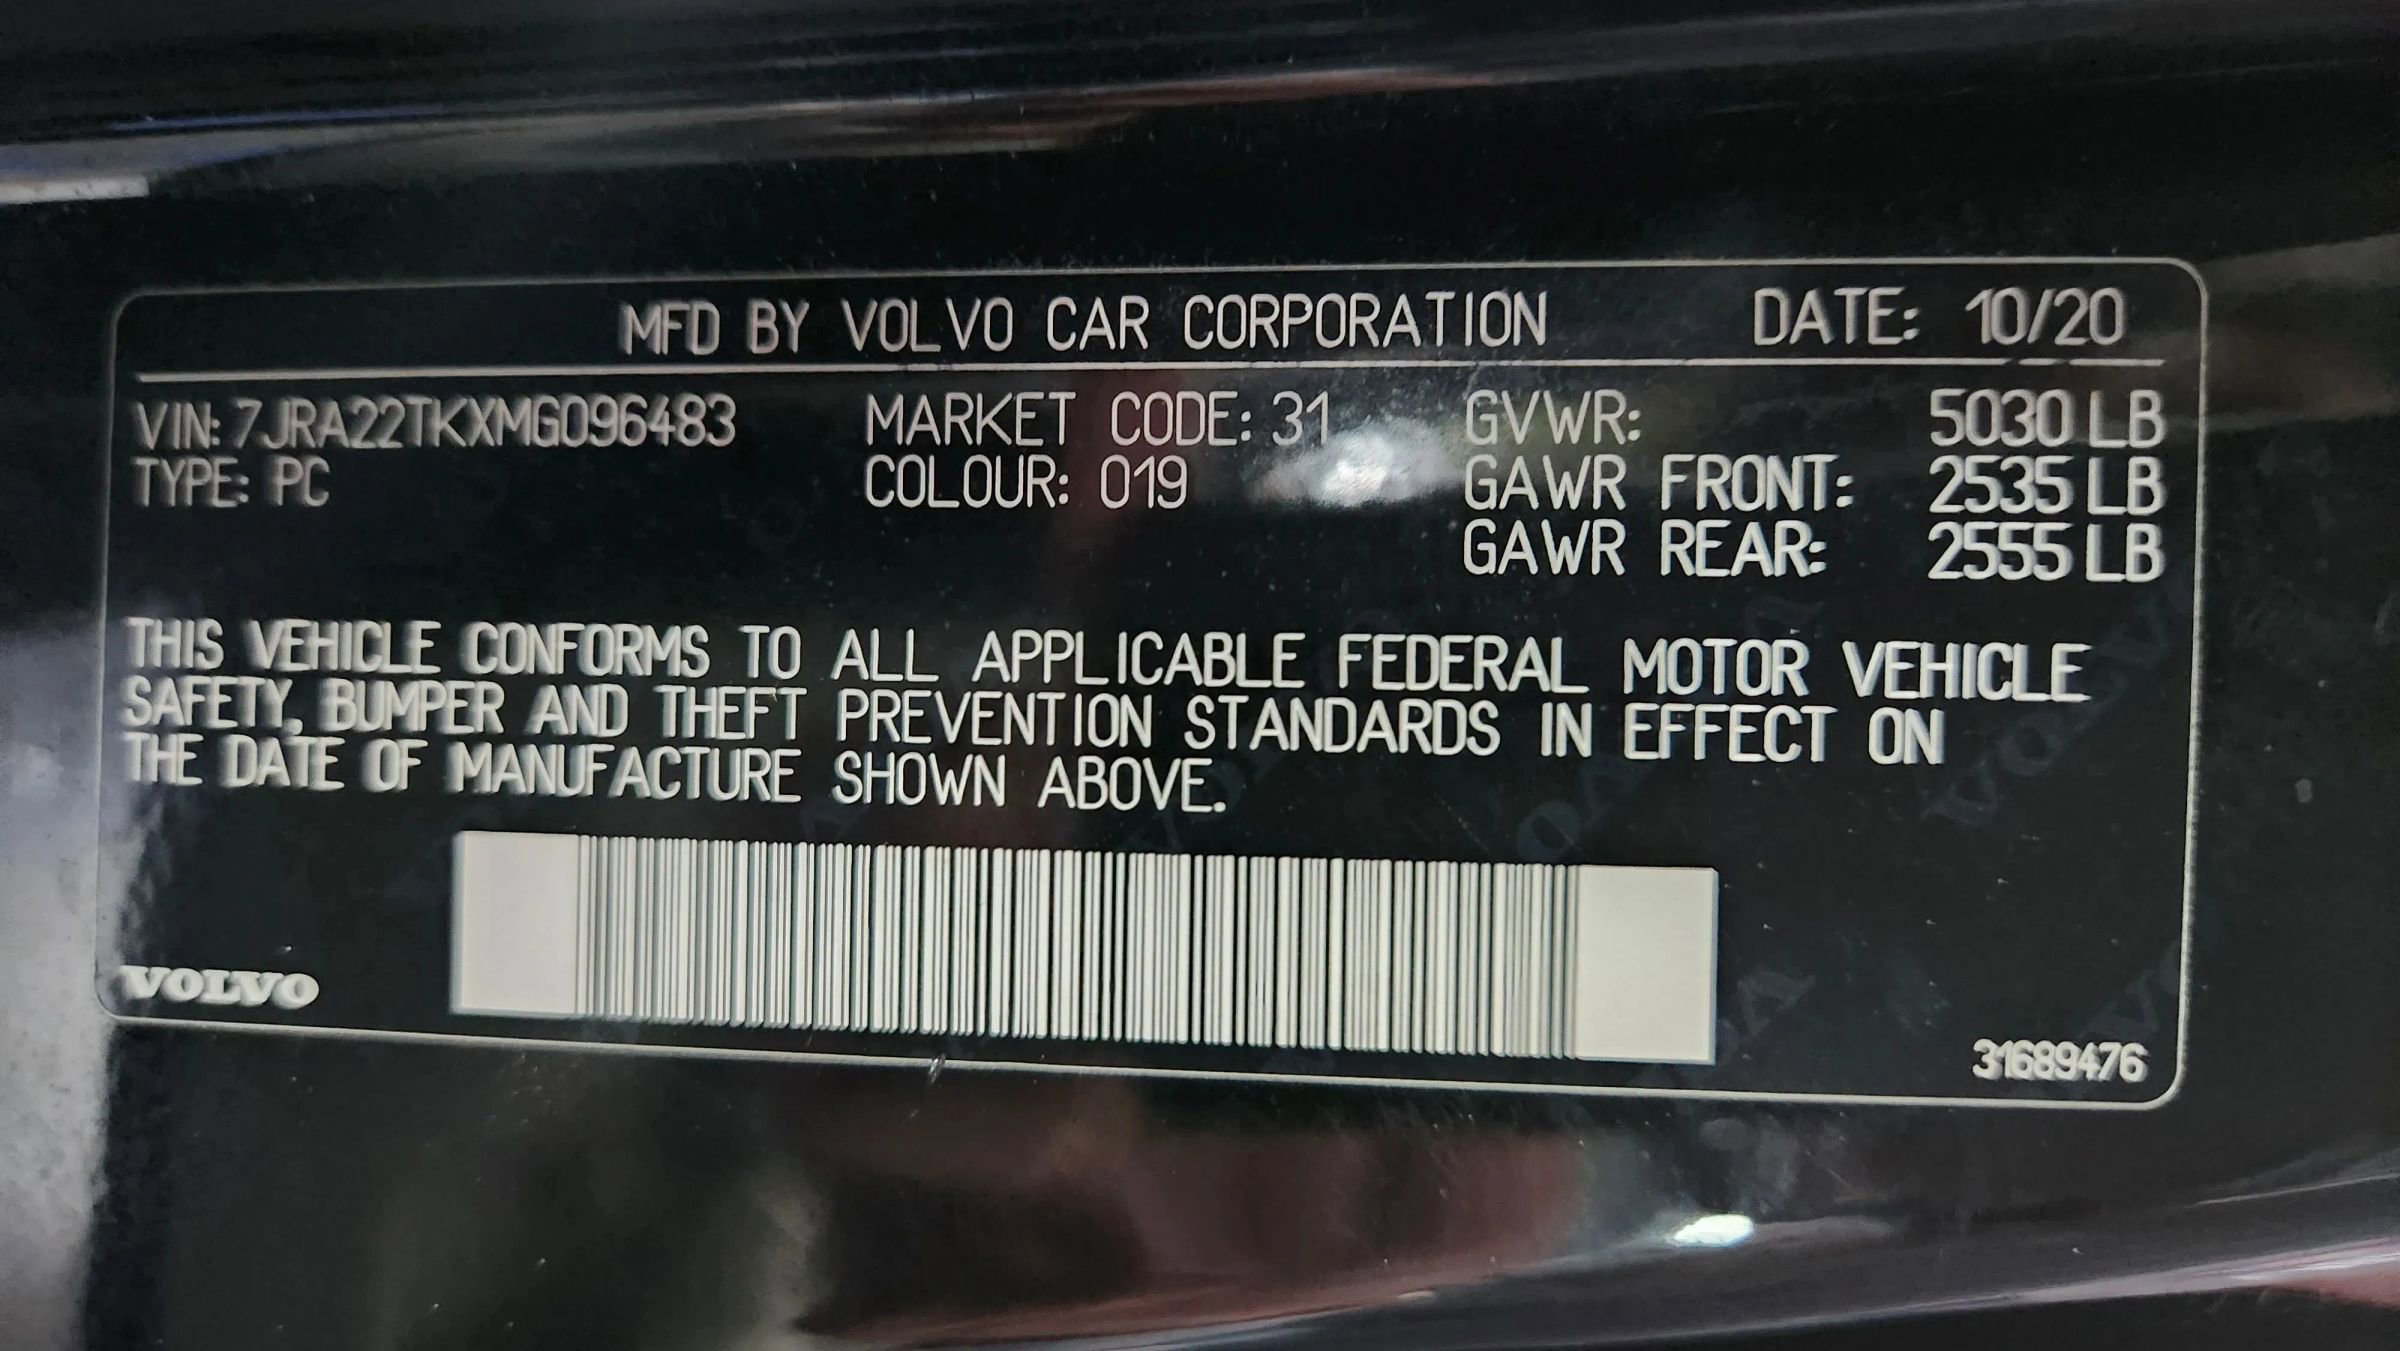 MFD BY VOLVO CAR CORPORATION DATE: 10/20
VIN: 7JRA22TKXMG096483 MARKET CODE: 31 GVWR: 5030 LB
TYPE: PC COLOUR: 019 GAWR FRONT: 2535 LB
GAWR REAR: 2555 LB
THIS VEHICLE CONFORMS TO ALL APPLICABLE FEDERAL MOTOR VEHICLE
SAFETY, BUMPER AND THEFT PREVENTION STANDARDS IN EFFECT ON
THE DATE OF MANUFACTURE SHOWN ABOVE.
VOLVO
31689476